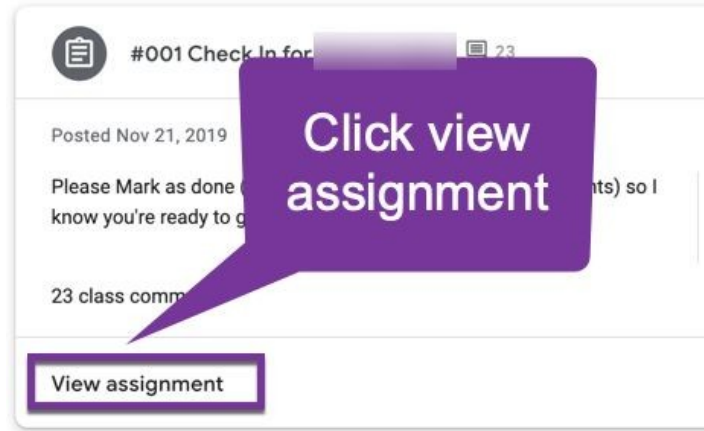 #001 Check In for 23
Click view
assignment
Posted Nov 21, 2019
Please Mark as done ( nts) so I
know you're ready to g
23 class comm
View assignment